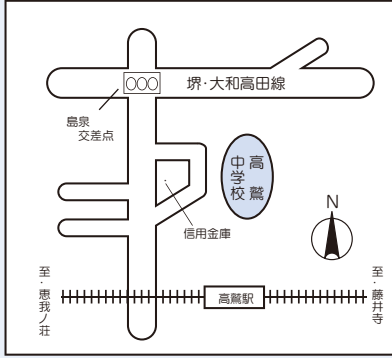 堺・大和高田線
島泉
交差点
高鷲
中学校
信用金庫
N
至・恵我ノ荘
高鷲駅
至・藤井寺